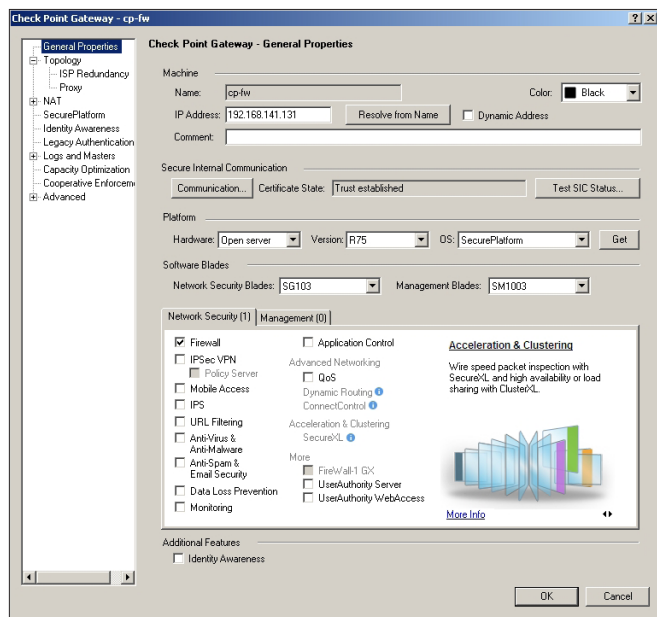 Check Point Gateway - cp-fw
General Properties
Topology
ISP Redundancy
Proxy
NAT
SecurePlatform
Identity Awareness
Legacy Authentication
Logs and Masters
Capacity Optimization
Cooperative Enforcem
Advanced
Check Point Gateway - General Properties
Machine
Name: cp-fw Color: Black
IP Address: 192.168.141.131 Resolve from Name Dynamic Address
Comment:
Secure Internal Communication
Communication... Certificate State: Trust established Test SIC Status...
Platform
Hardware: Open server Version: R75 OS: SecurePlatform Get
Software Blades
Network Security Blades: SG103 Management Blades: SM1003
Network Security (1) Management (0)
Firewall
IPSec VPN
Policy Server
Mobile Access
IPS
URL Filtering
Anti-Virus &
Anti-Malware
Anti-Spam &
Email Security
Data Loss Prevention
Monitoring
Application Control
Advanced Networking
QoS
Dynamic Routing
ConnectControl
Acceleration & Clustering
SecureXL
More
FireWall-1 GX
UserAuthority Server
UserAuthority WebAccess
Acceleration & Clustering
Wire speed packet inspection with
SecureXL and high availability or load
sharing with ClusterXL.
More Info
Additional Features
Identity Awareness
OK Cancel